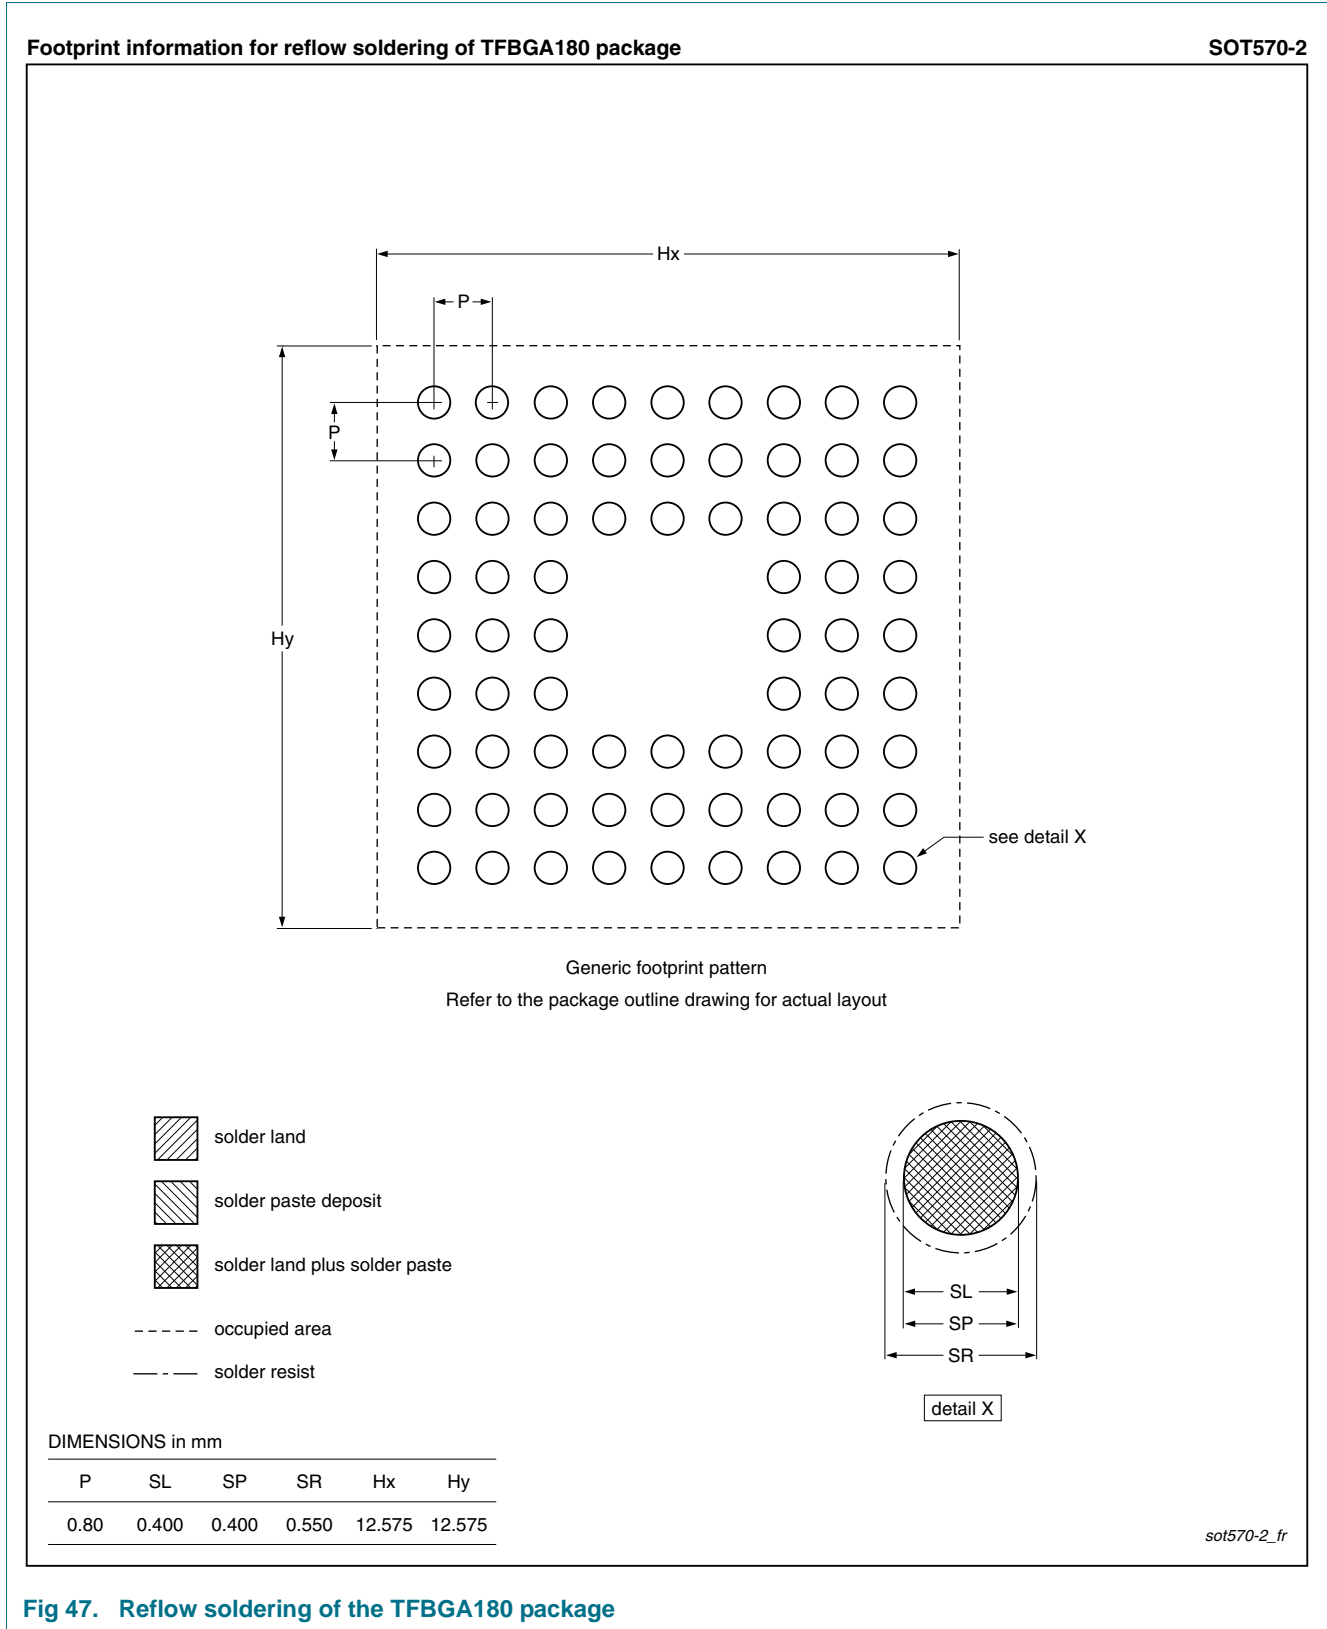 Footprint information for reflow soldering of TFBGA180 package SOT570-2
Hx
P
P
Hy
see detail X
Generic footprint pattern
Refer to the package outline drawing for actual layout
solder land
solder paste deposit
solder land plus solder paste
occupied area
solder resist
SL
SP
SR
detail X
DIMENSIONS in mm
P SL SP SR Hx Hy
0.80 0.400 0.400 0.550 12.575 12.575
sot570-2_fr
Fig 47. Reflow soldering of the TFBGA180 package